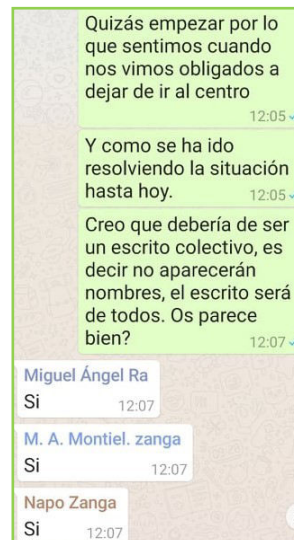 Quizás empezar por lo
que sentimos cuando
nos vimos obligados a
dejar de ir al centro
12:05
Y como se ha ido
resolviendo la situación
hasta hoy.
12:05
Creo que debería de ser
un escrito colectivo, es
decir no aparecerán
nombres, el escrito será
de todos. Os parece
bien?
12:07
Miguel Ángel Ra
Si
12:07
M. A. Montiel. zanga
Si
12:07
Napo Zanga
Si
12:07